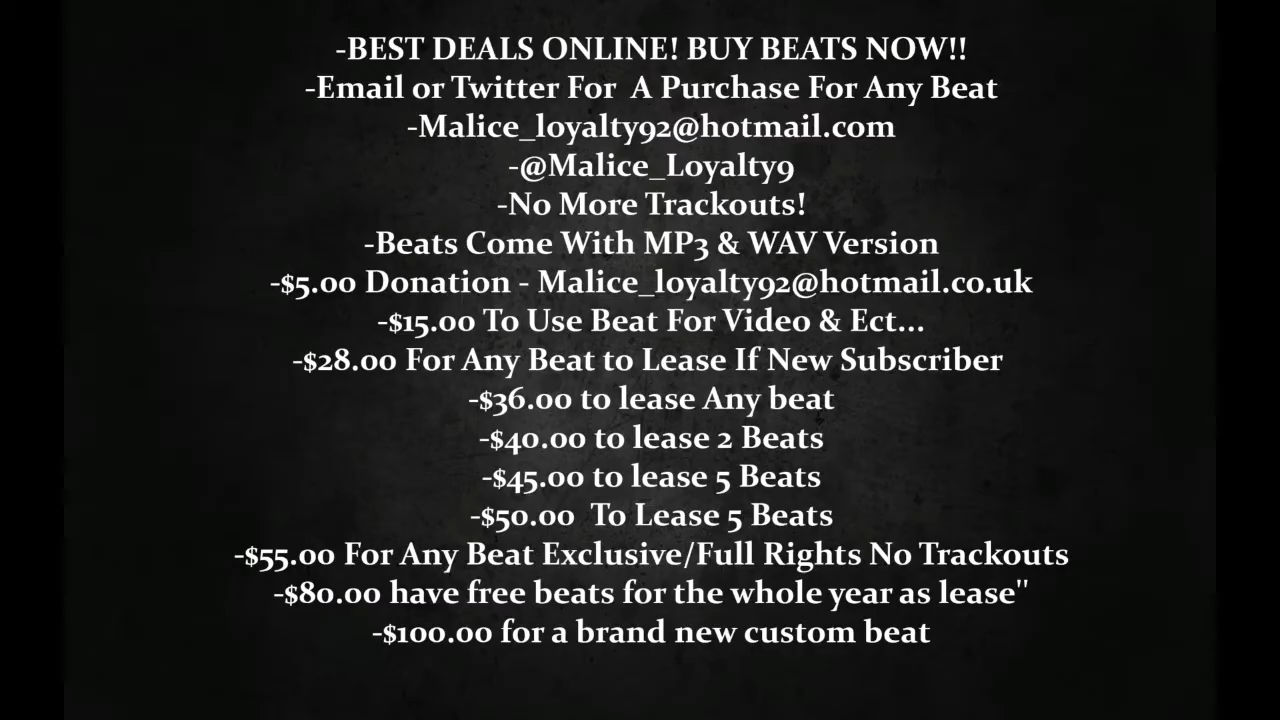 -BEST DEALS ONLINE! BUY BEATS NOW!!
-Email or Twitter For  A Purchase For Any Beat
-Malice_loyalty92@hotmail.com
-@Malice_Loyalty9
-No More Trackouts!
-Beats Come With MP3 & WAV Version
-$5.00 Donation - Malice_loyalty92@hotmail.co.uk
-$15.00 To Use Beat For Video & Ect...
-$28.00 For Any Beat to Lease If New Subscriber
-$36.00 to lease Any beat
-$40.00 to lease 2 Beats
-$45.00 to lease 5 Beats
-$50.00  To Lease 5 Beats
-$55.00 For Any Beat Exclusive/Full Rights No Trackouts
-$80.00 have free beats for the whole year as lease"
-$100.00 for a brand new custom beat